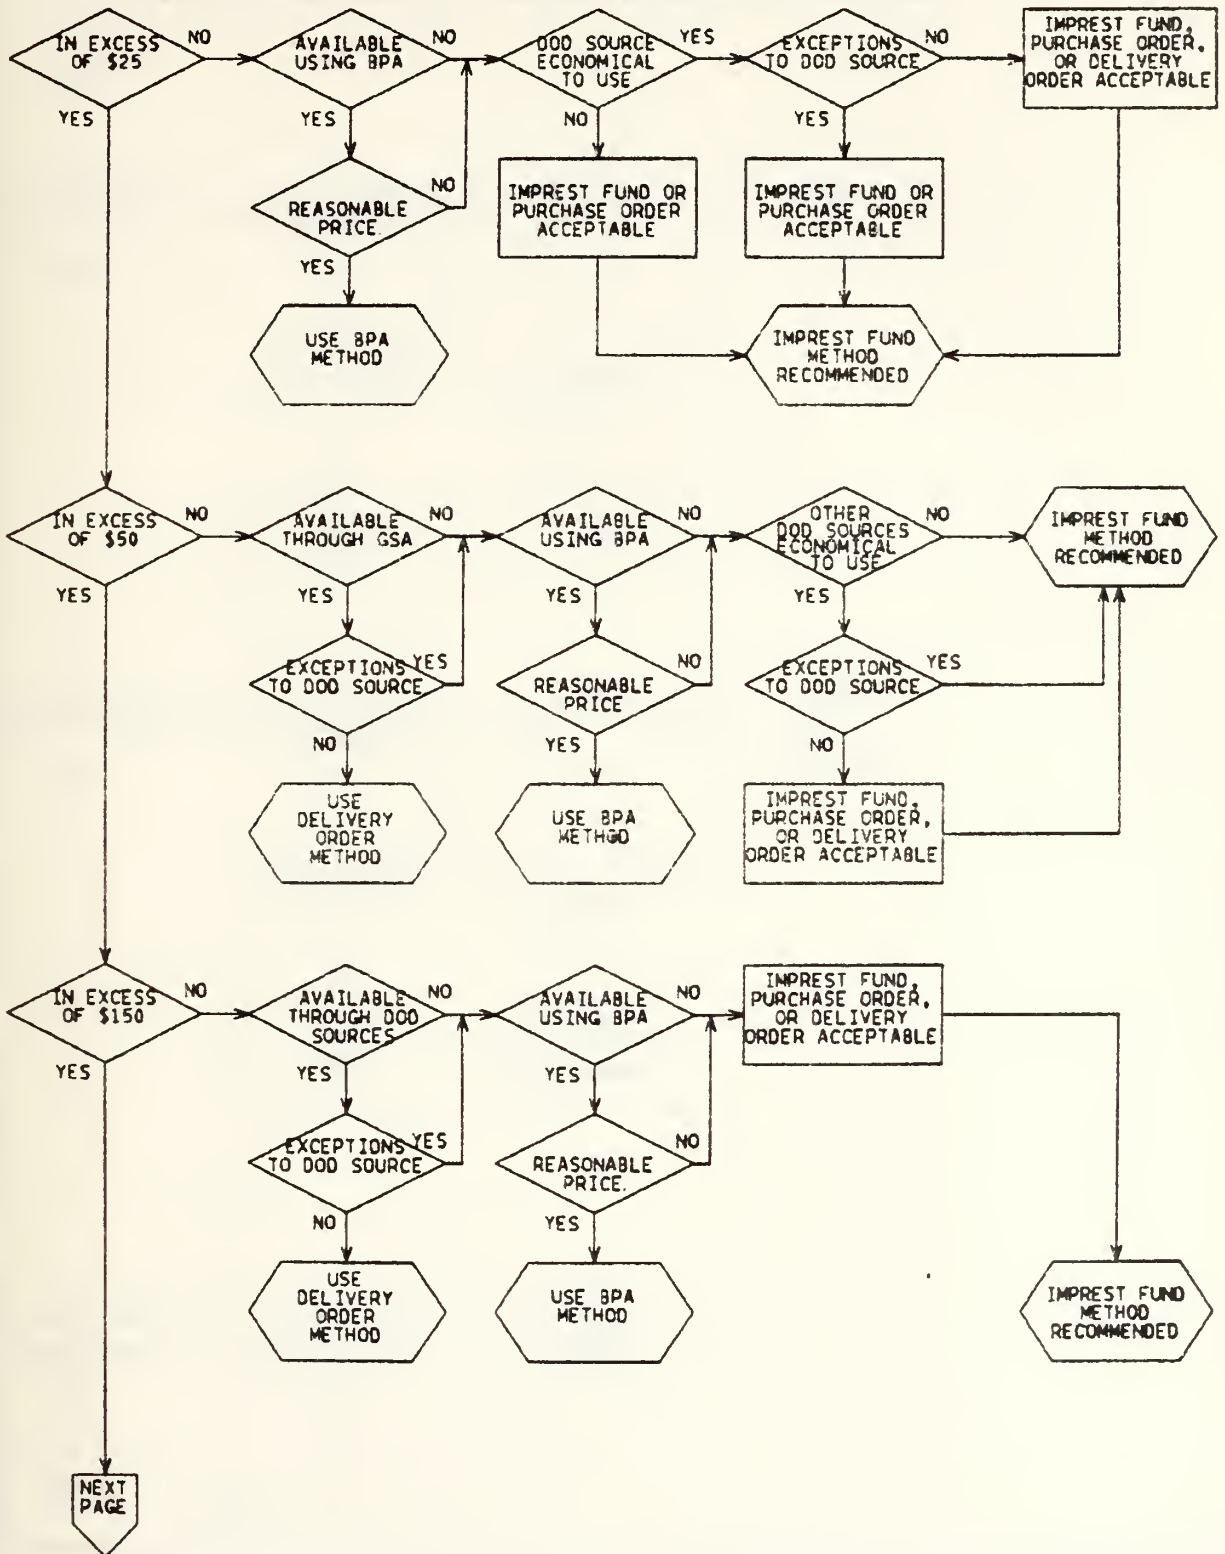 IN EXCESS
OF $25
NO
YES
AVAILABLE
USING BPA
NO
YES
DOD SOURCE
ECONOMICAL
TO USE
YES
NO
EXCEPTIONS
TO DOD SOURCE
NO
YES
IMPREST FUND,
PURCHASE ORDER,
OR DELIVERY
ORDER ACCEPTABLE
REASONABLE
PRICE.
NO
YES
IMPREST FUND OR
PURCHASE ORDER
ACCEPTABLE
IMPREST FUND OR
PURCHASE ORDER
ACCEPTABLE
USE BPA
METHOD
IMPREST FUND
METHOD
RECOMMENDED
IN EXCESS
OF $50
NO
YES
AVAILABLE
THROUGH GSA
NO
YES
AVAILABLE
USING BPA
NO
YES
OTHER
DOD SOURCES
ECONOMICAL
TO USE
NO
YES
IMPREST FUND
METHOD
RECOMMENDED
EXCEPTIONS
TO DOD SOURCE
YES
NO
REASONABLE
PRICE
NO
YES
EXCEPTIONS
TO DOD SOURCE
YES
NO
USE
DELIVERY
ORDER
METHOD
USE BPA
METHOD
IMPREST FUND,
PURCHASE ORDER,
OR DELIVERY
ORDER ACCEPTABLE
IN EXCESS
OF $150
NO
YES
AVAILABLE
THROUGH DOD
SOURCES
NO
YES
AVAILABLE
USING BPA
NO
YES
IMPREST FUND,
PURCHASE ORDER,
OR DELIVERY
ORDER ACCEPTABLE
EXCEPTIONS
TO DOD SOURCE
YES
NO
REASONABLE
PRICE.
NO
YES
USE
DELIVERY
ORDER
METHOD
USE BPA
METHOD
IMPREST FUND
METHOD
RECOMMENDED
NEXT
PAGE